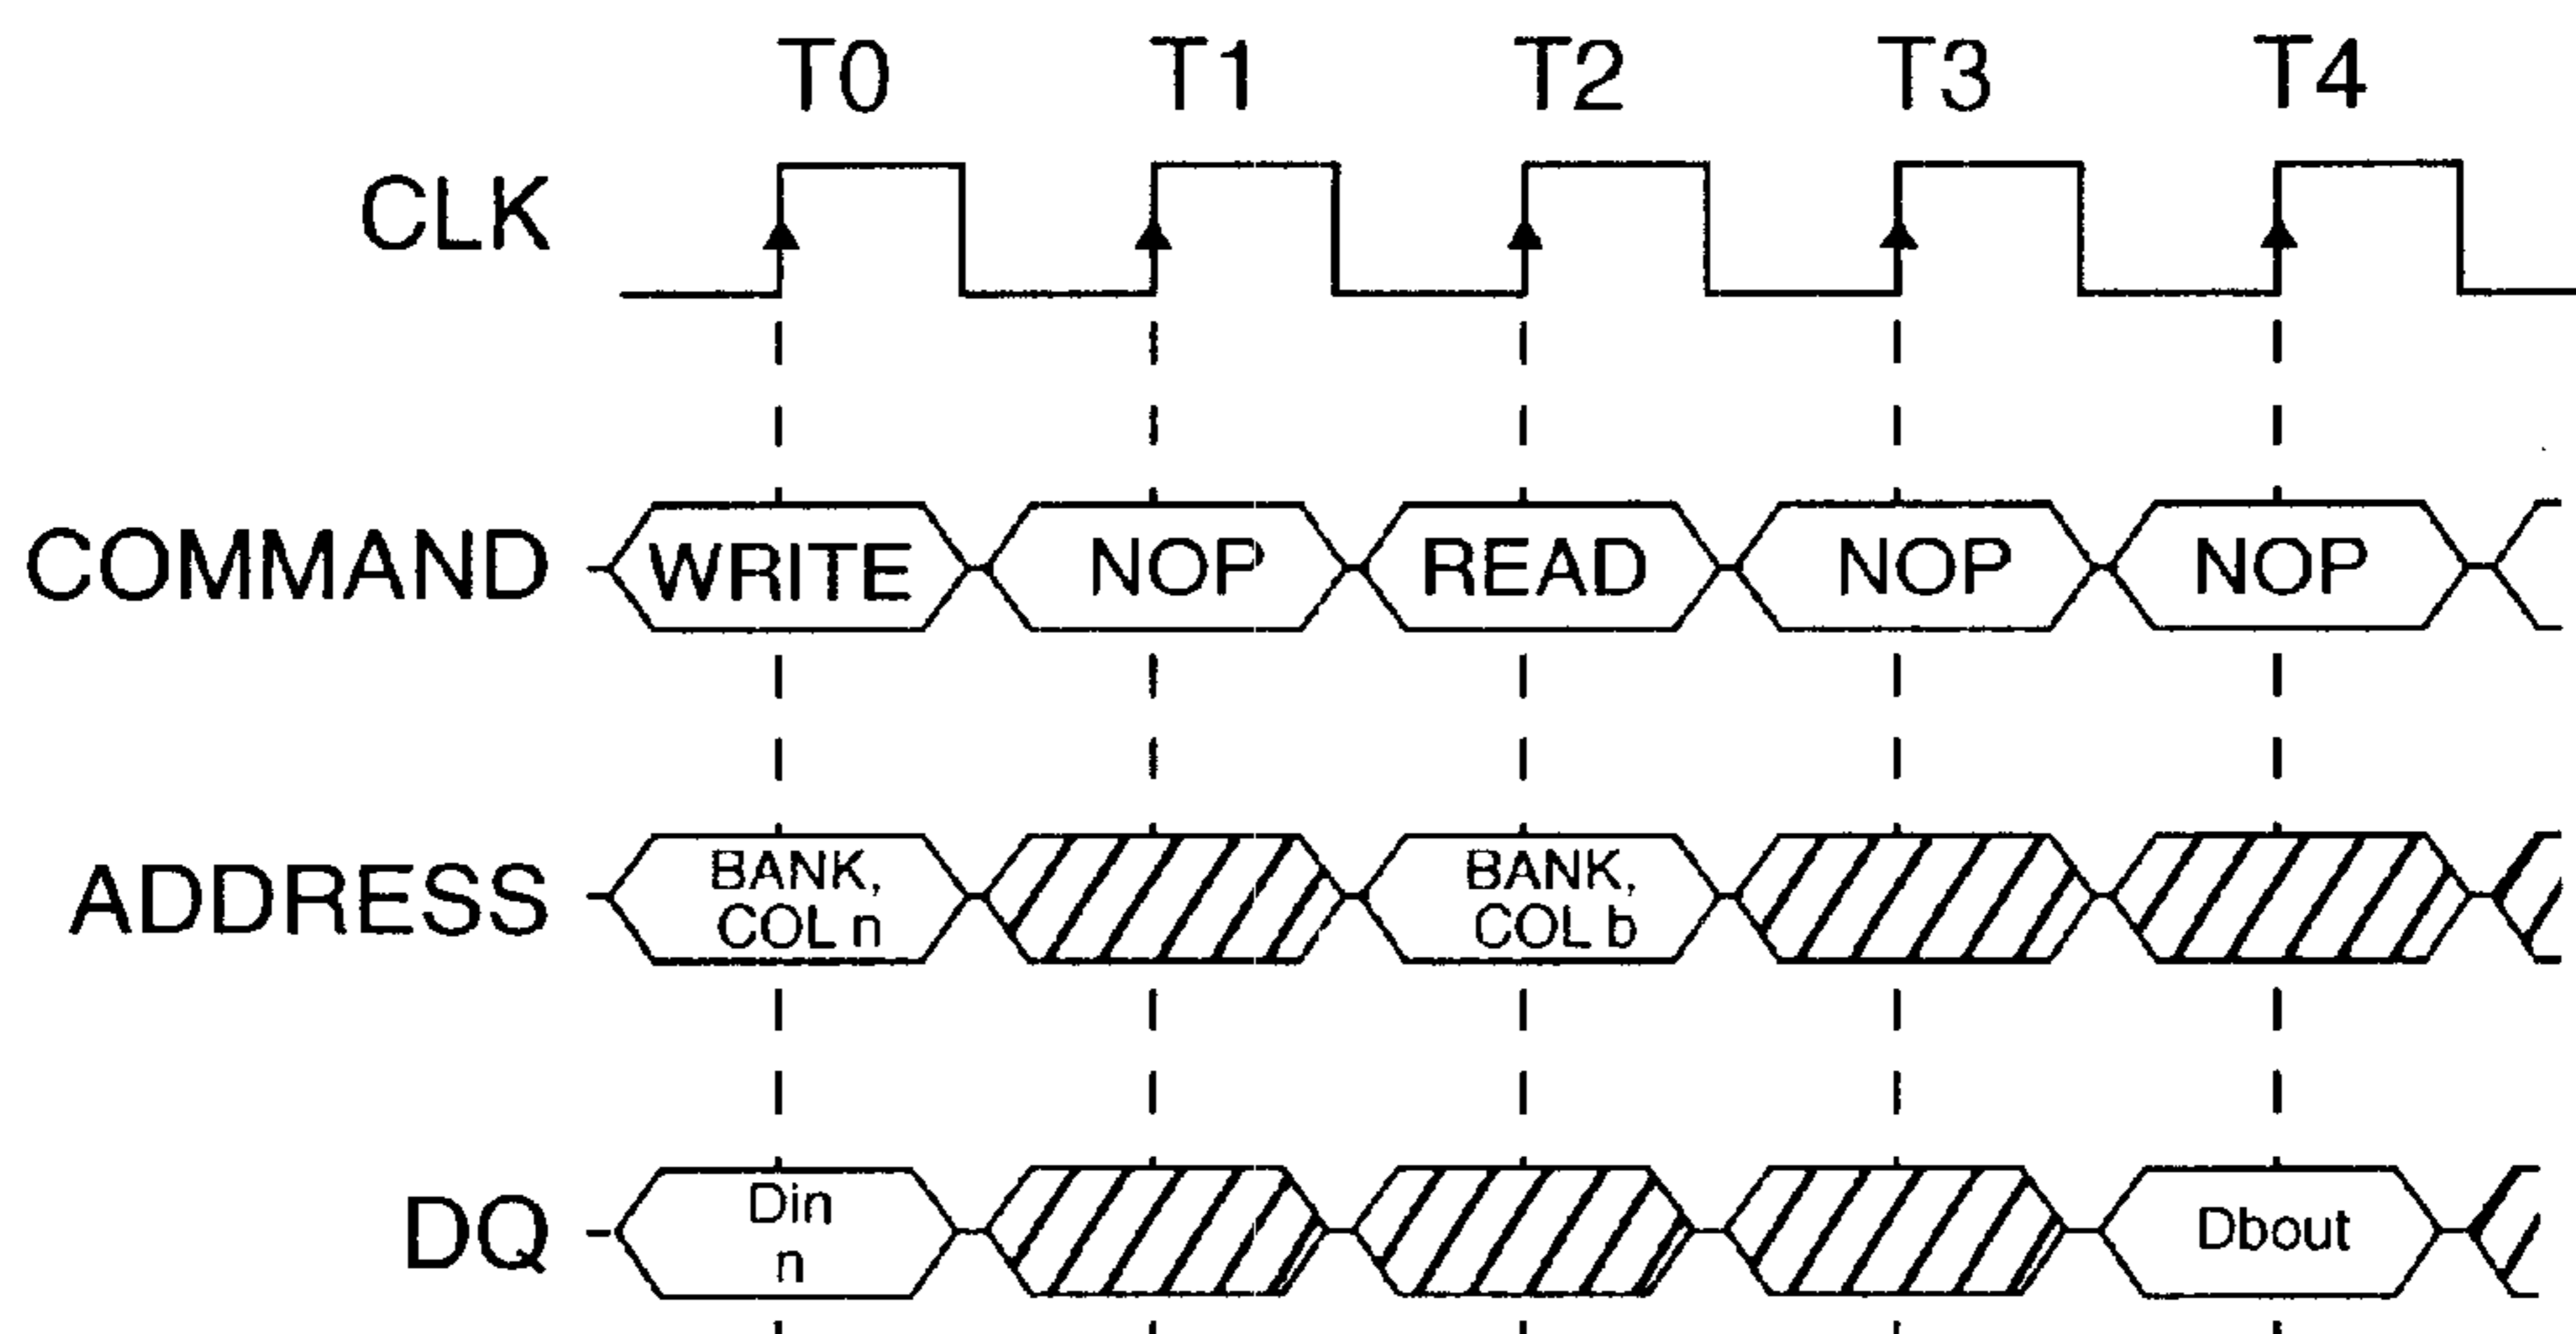 T0 T1 T2 T3 T4
CLK
COMMAND WRITE NOP READ NOP NOP
ADDRESS BANK, COL n BANK, COL b
DQ Din n Dbout